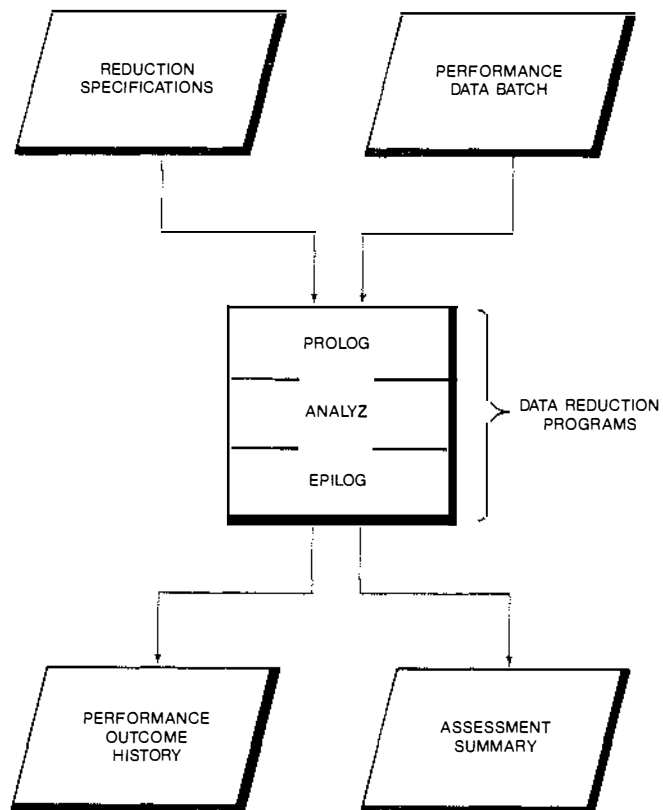 REDUCTION
SPECIFICATIONS
PERFORMANCE
DATA BATCH
PROLOG
ANALYZ
EPILOG
DATA REDUCTION
PROGRAMS
PERFORMANCE
OUTCOME
HISTORY
ASSESSMENT
SUMMARY